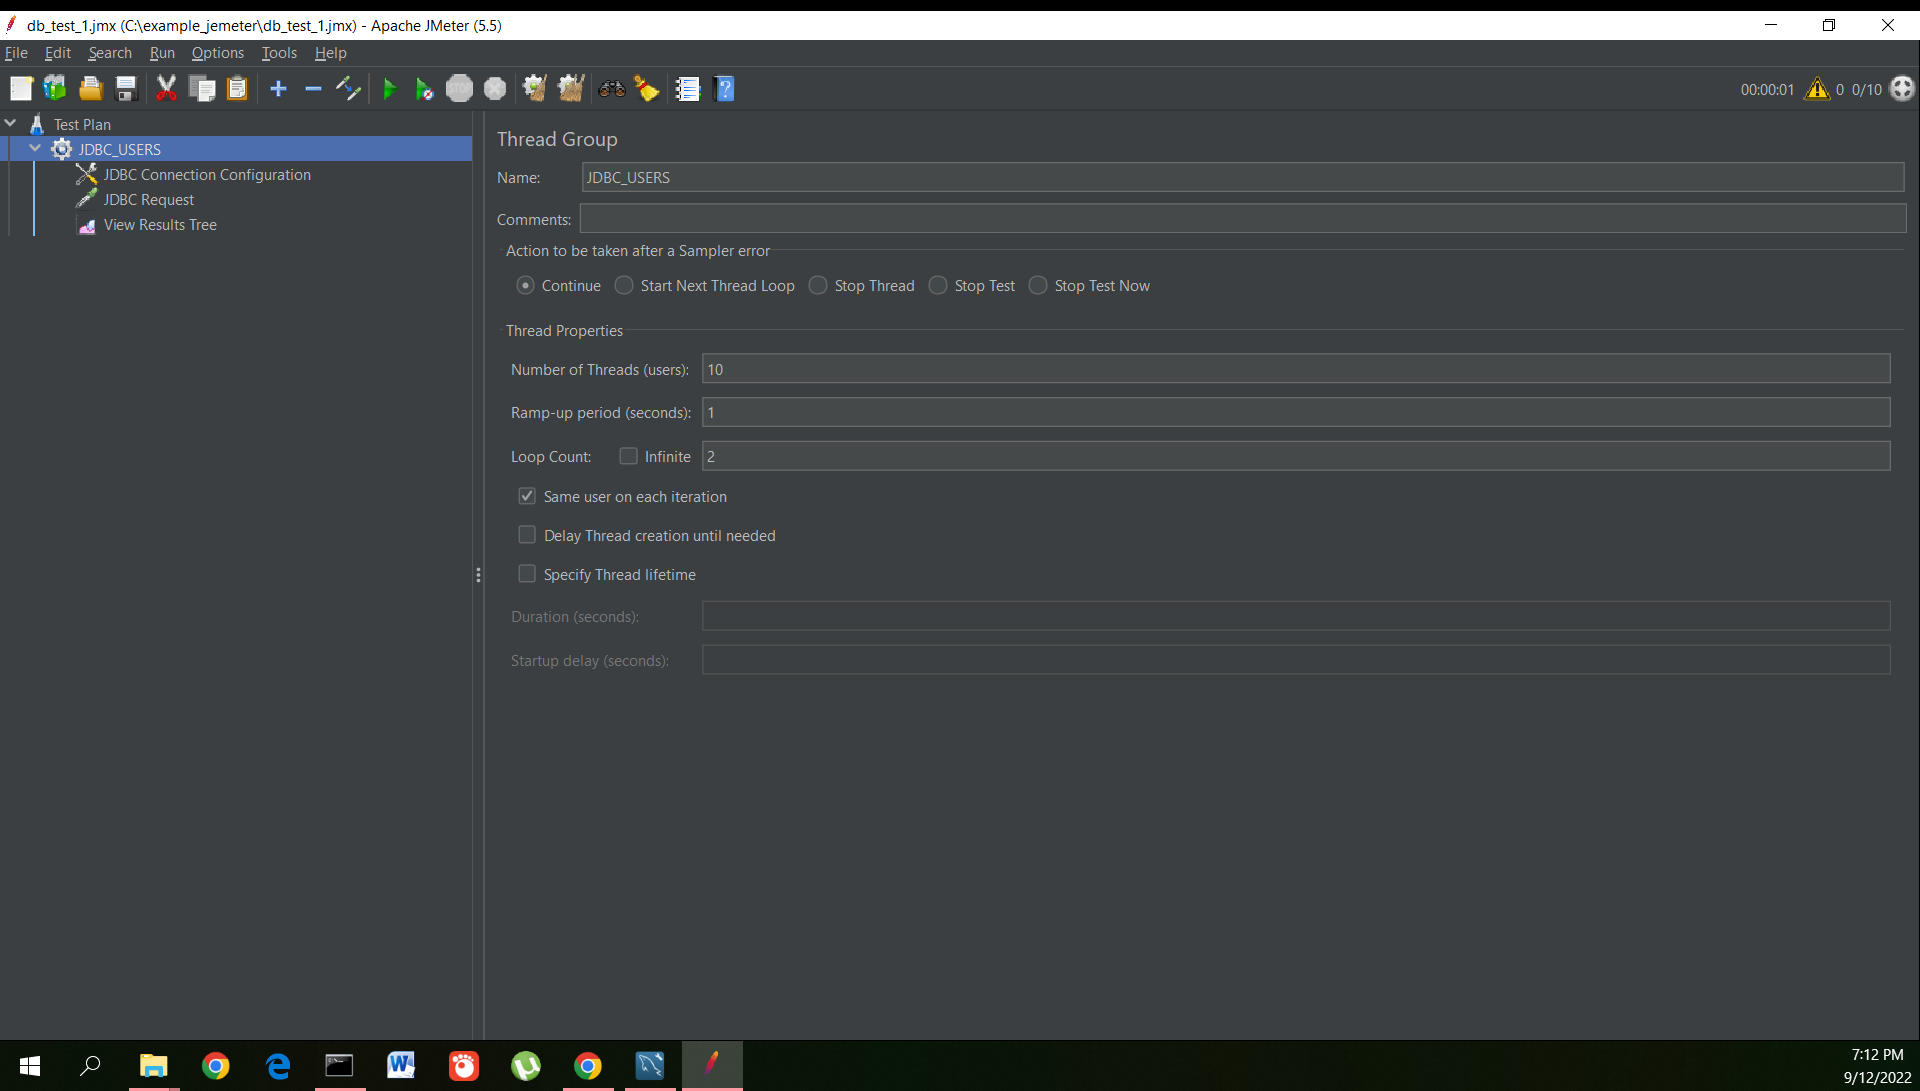 db_test_1.jmx (C:\example_jemeter\db_test_1.jmx) - Apache JMeter (5.5)
File Edit Search Run Options Tools Help
STOP
00:00:01 0 0/10
Test Plan
JDBC_USERS
JDBC Connection Configuration
JDBC Request
View Results Tree
Thread Group
Name: JDBC_USERS
Comments:
Action to be taken after a Sampler error
Continue Start Next Thread Loop Stop Thread Stop Test Stop Test Now
Thread Properties
Number of Threads (users): 10
Ramp-up period (seconds): 1
Loop Count: Infinite 2
Same user on each iteration
Delay Thread creation until needed
Specify Thread lifetime
Duration (seconds):
Startup delay (seconds):
7:12 PM
9/12/2022